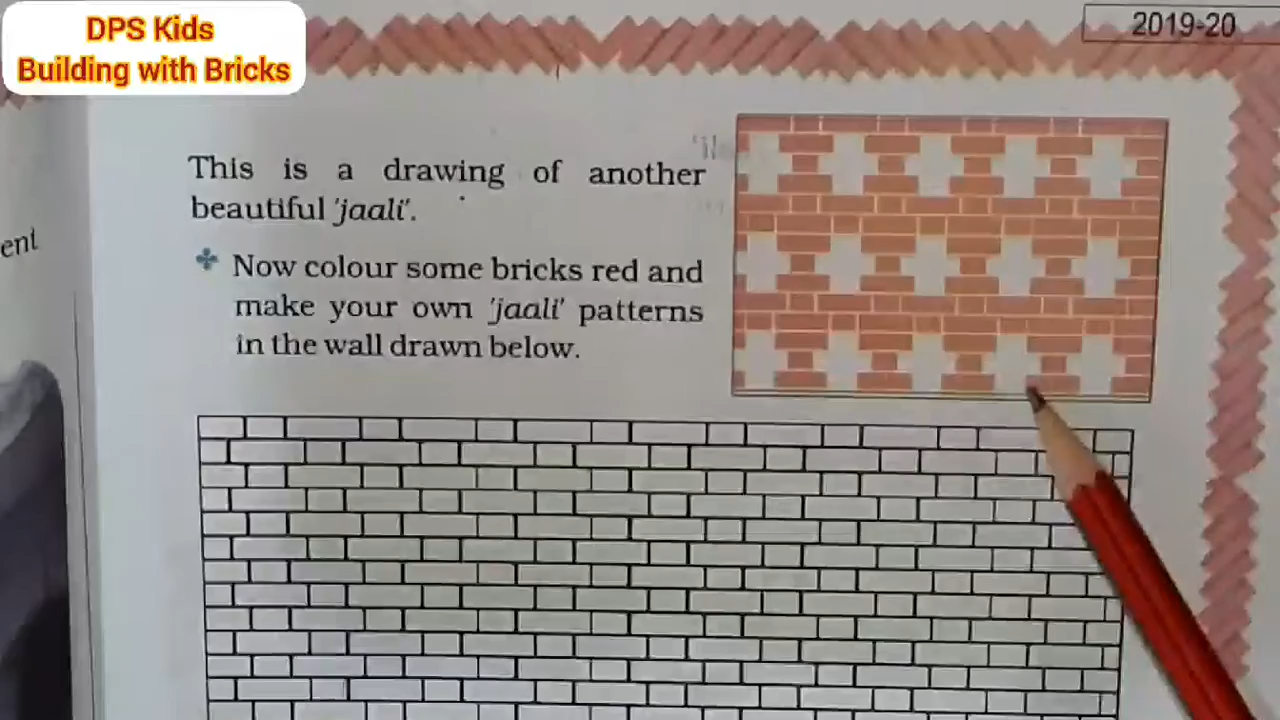 DPS Kids
Building with Bricks
2019-20
This is a drawing of another
beautiful 'jaali'.
Now colour some bricks red and
make your own 'jaali' patterns
in the wall drawn below.
ent